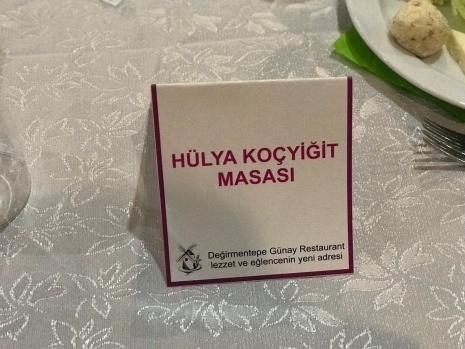 HÜLYA KOÇYİĞİT
MASASI
Değirmentepe Günay Restaurant
lezzet ve eğlencenin yeni adresi